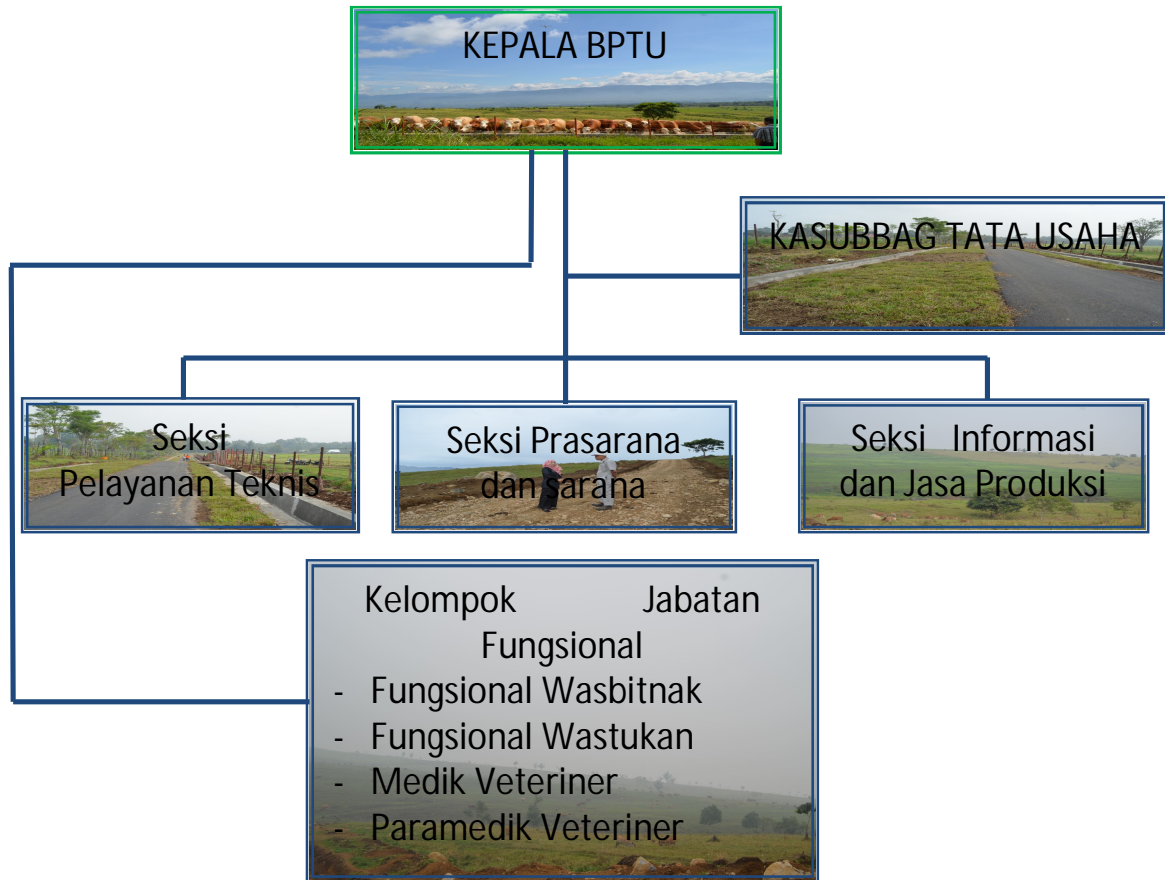 KEPALA BPTU
KASUBBAG TATA USAHA
Seksi
Pelayanan Teknis
Seksi Prasarana
dan sarana
Seksi Informasi
dan Jasa Produksi
Kelompok Jabatan
Fungsional
- Fungsional Wasbitnak
- Fungsional Wastukan
- Medik Veteriner
- Paramedik Veteriner